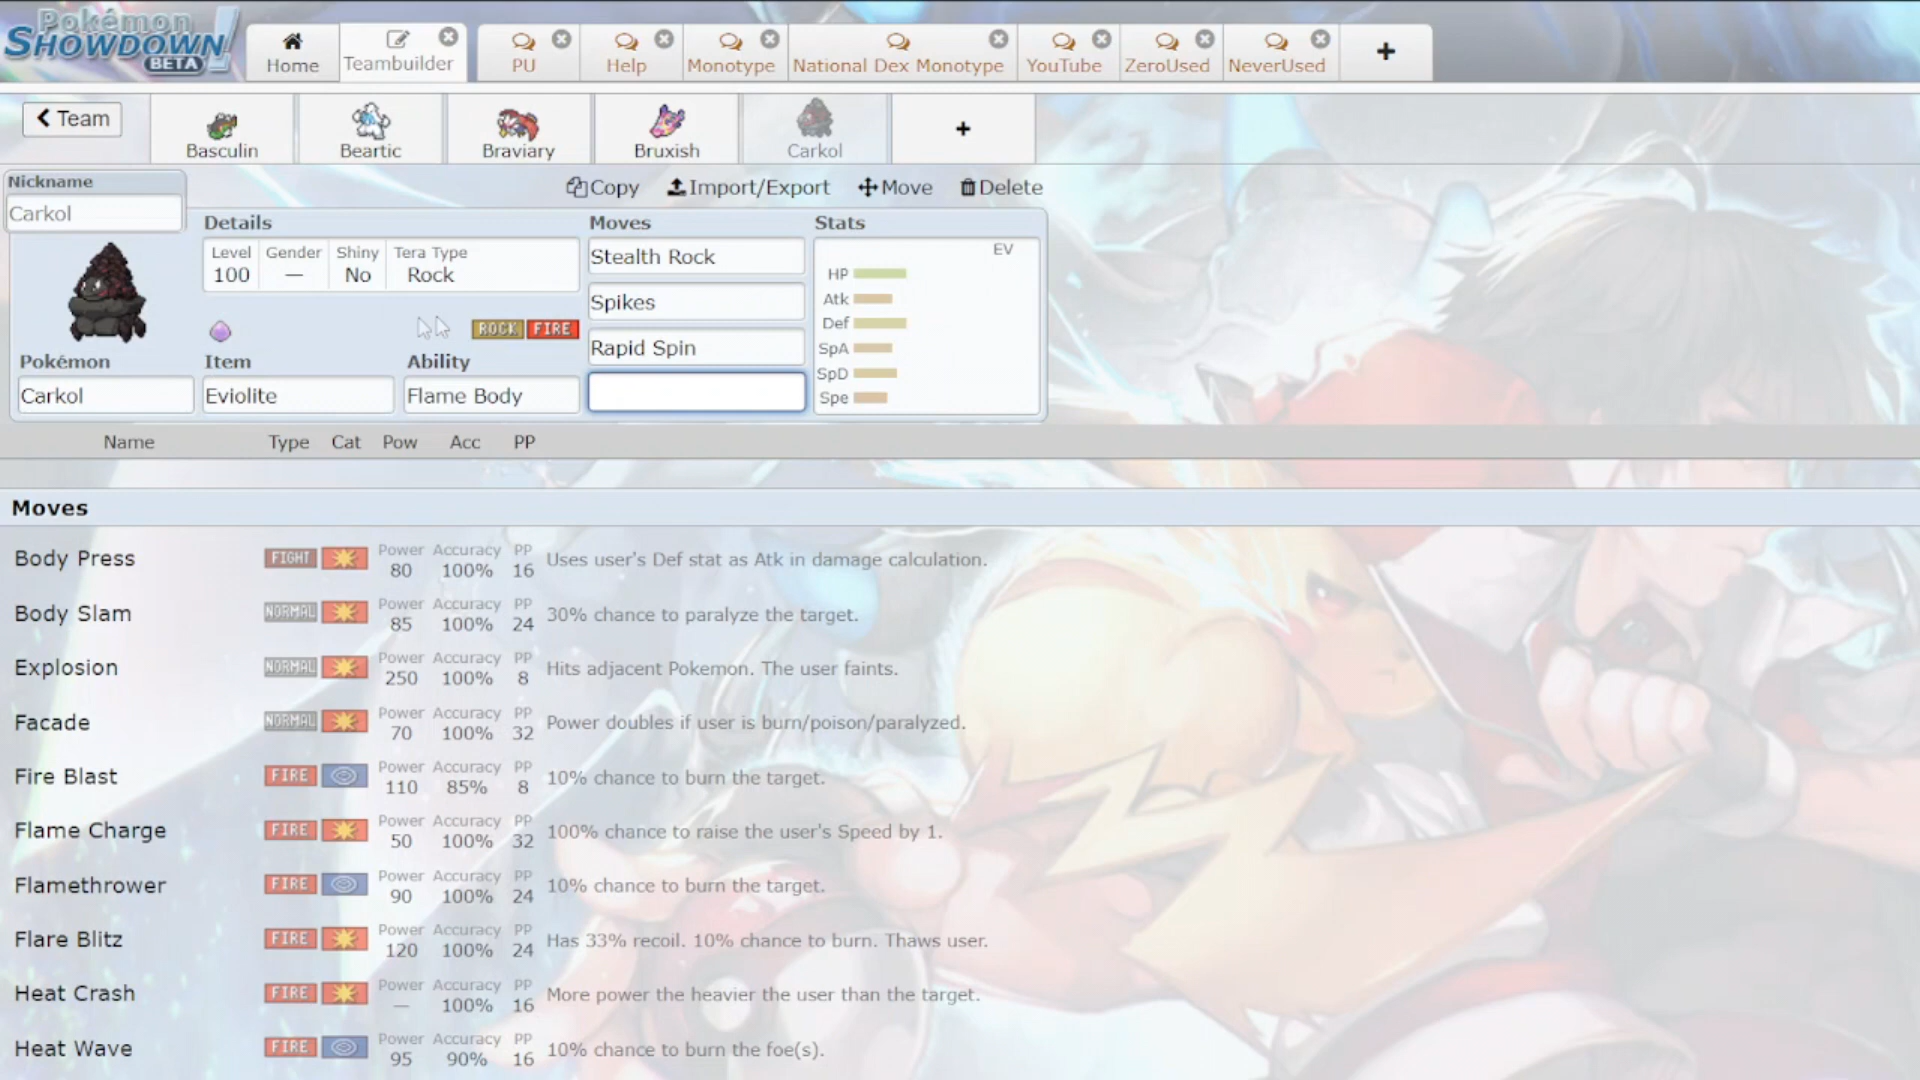 Pokémon
SHOWDOWN!
BETA
Home
Teambuilder
PU
Help
Monotype
National Dex Monotype
YouTube
ZeroUsed
NeverUsed
+
Team
Basculin
Beartic
Braviary
Bruxish
Carkol
+
Copy
Import/Export
Move
Delete
Nickname
Carkol
Details
Level Gender Shiny Tera Type
100 — No Rock
ROCK FIRE
Pokémon
Carkol
Item
Eviolite
Ability
Flame Body
Moves
Stealth Rock
Spikes
Rapid Spin
Stats
EV
HP
Atk
Def
SpA
SpD
Spe
Name Type Cat Pow Acc PP
Moves
Body Press FIGHT Power 80 Accuracy 100% PP 16 Uses user's Def stat as Atk in damage calculation.
Body Slam NORMAL Power 85 Accuracy 100% PP 24 30% chance to paralyze the target.
Explosion NORMAL Power 250 Accuracy 100% PP 8 Hits adjacent Pokemon. The user faints.
Facade NORMAL Power 70 Accuracy 100% PP 32 Power doubles if user is burn/poison/paralyzed.
Fire Blast FIRE Power 110 Accuracy 85% PP 8 10% chance to burn the target.
Flame Charge FIRE Power 50 Accuracy 100% PP 32 100% chance to raise the user's Speed by 1.
Flamethrower FIRE Power 90 Accuracy 100% PP 24 10% chance to burn the target.
Flare Blitz FIRE Power 120 Accuracy 100% PP 24 Has 33% recoil. 10% chance to burn. Thaws user.
Heat Crash FIRE Power — Accuracy 100% PP 16 More power the heavier the user than the target.
Heat Wave FIRE Power 95 Accuracy 90% PP 16 10% chance to burn the foe(s).